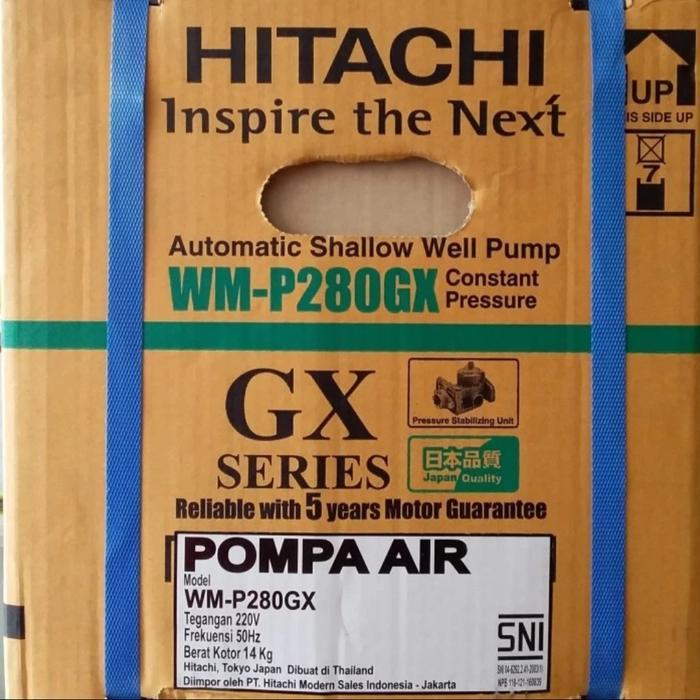 HITACHI
Inspire the Next
UP
IS SIDE UP
7
Automatic Shallow Well Pump
WM-P280GX Constant Pressure
GX
SERIES
Pressure Stabilizing Unit
日本品質
Japan Quality
Reliable with 5 years Motor Guarantee
POMPA AIR
Model
WM-P280GX
Tegangan 220V
Frekuensi 50Hz
Berat Kotor 14 Kg
Hitachi, Tokyo Japan Dibuat di Thailand
Diimpor oleh PT. Hitachi Modern Sales Indonesia - Jakarta
SNI